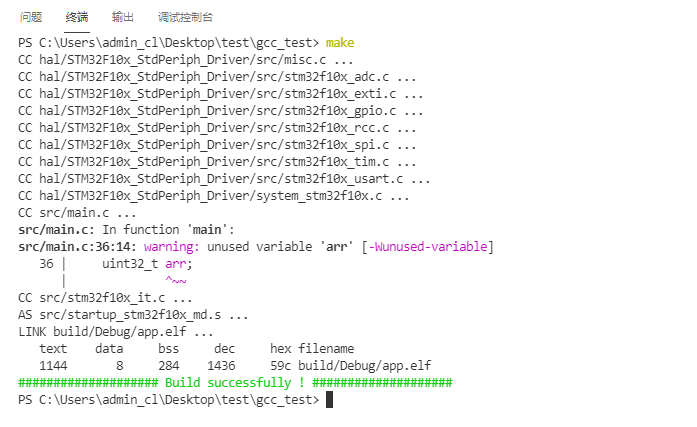 问题 终端 输出 调试控制台
PS C:\Users\admin_cl\Desktop\test\gcc_test> make
CC hal/STM32F10x_StdPeriph_Driver/src/misc.c ...
CC hal/STM32F10x_StdPeriph_Driver/src/stm32f10x_adc.c ...
CC hal/STM32F10x_StdPeriph_Driver/src/stm32f10x_exti.c ...
CC hal/STM32F10x_StdPeriph_Driver/src/stm32f10x_gpio.c ...
CC hal/STM32F10x_StdPeriph_Driver/src/stm32f10x_rcc.c ...
CC hal/STM32F10x_StdPeriph_Driver/src/stm32f10x_spi.c ...
CC hal/STM32F10x_StdPeriph_Driver/src/stm32f10x_tim.c ...
CC hal/STM32F10x_StdPeriph_Driver/src/stm32f10x_usart.c ...
CC hal/STM32F10x_StdPeriph_Driver/system_stm32f10x.c ...
CC src/main.c ...
src/main.c: In function 'main':
src/main.c:36:14: warning: unused variable 'arr' [-Wunused-variable]
   36 |     uint32_t arr;
      |              ^~~
CC src/stm32f10x_it.c ...
AS src/startup_stm32f10x_md.s ...
LINK build/Debug/app.elf ...
   text    data     bss     dec     hex filename
   1144       8     284    1436     59c build/Debug/app.elf
#################### Build successfully ! ####################
PS C:\Users\admin_cl\Desktop\test\gcc_test>